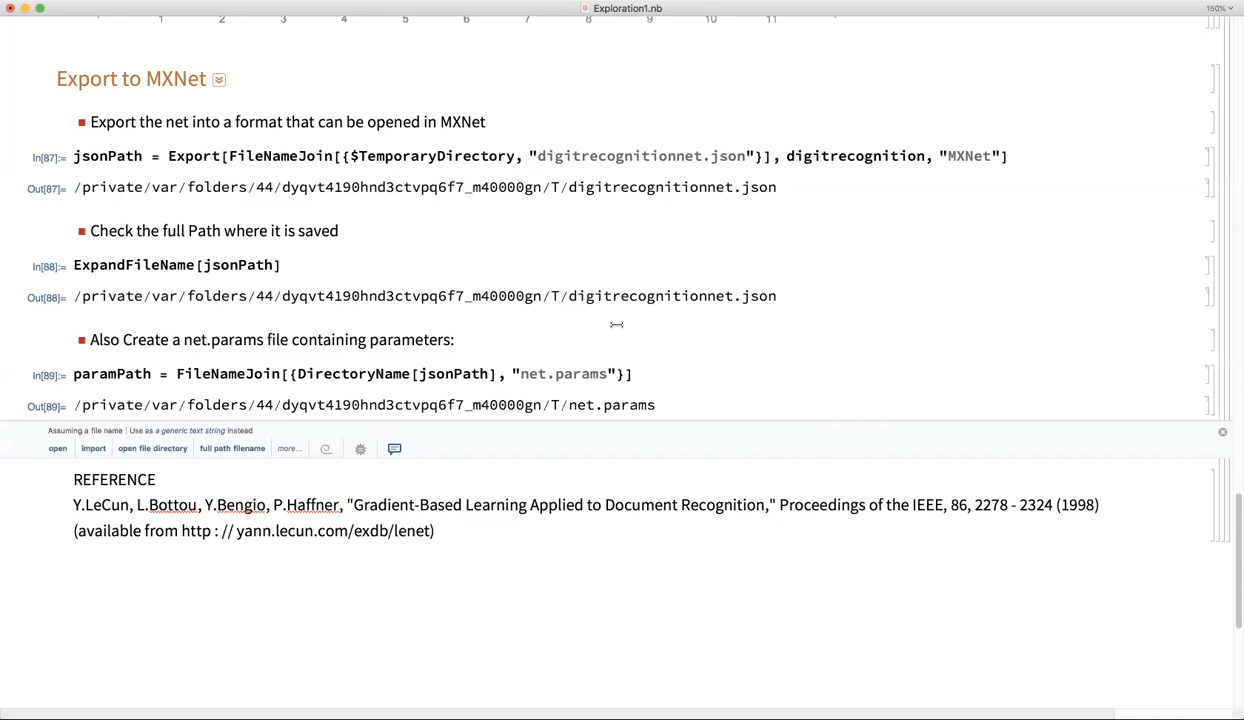 Exploration1.nb
150%
1 2 3 4 5 6 7 8 9 10 11
Export to MXNet
Export the net into a format that can be opened in MXNet
In[87]:= jsonPath = Export[FileNameJoin[{$TemporaryDirectory, "digitrecognitionnet.json"}], digitrecognition, "MXNet"]
Out[87]= /private/var/folders/44/dyqvt4190hnd3ctvpq6f7_m40000gn/T/digitrecognitionnet.json
Check the full Path where it is saved
In[88]:= ExpandFileName[jsonPath]
Out[88]= /private/var/folders/44/dyqvt4190hnd3ctvpq6f7_m40000gn/T/digitrecognitionnet.json
Also Create a net.params file containing parameters:
In[89]:= paramPath = FileNameJoin[{DirectoryName[jsonPath], "net.params"}]
Out[89]= /private/var/folders/44/dyqvt4190hnd3ctvpq6f7_m40000gn/T/net.params
Assuming a file name | Use as a generic text string instead
open import open file directory full path filename more...
REFERENCE
Y.LeCun, L.Bottou, Y.Bengio, P.Haffner, "Gradient-Based Learning Applied to Document Recognition," Proceedings of the IEEE, 86, 2278 - 2324 (1998)
(available from http : // yann.lecun.com/exdb/lenet)